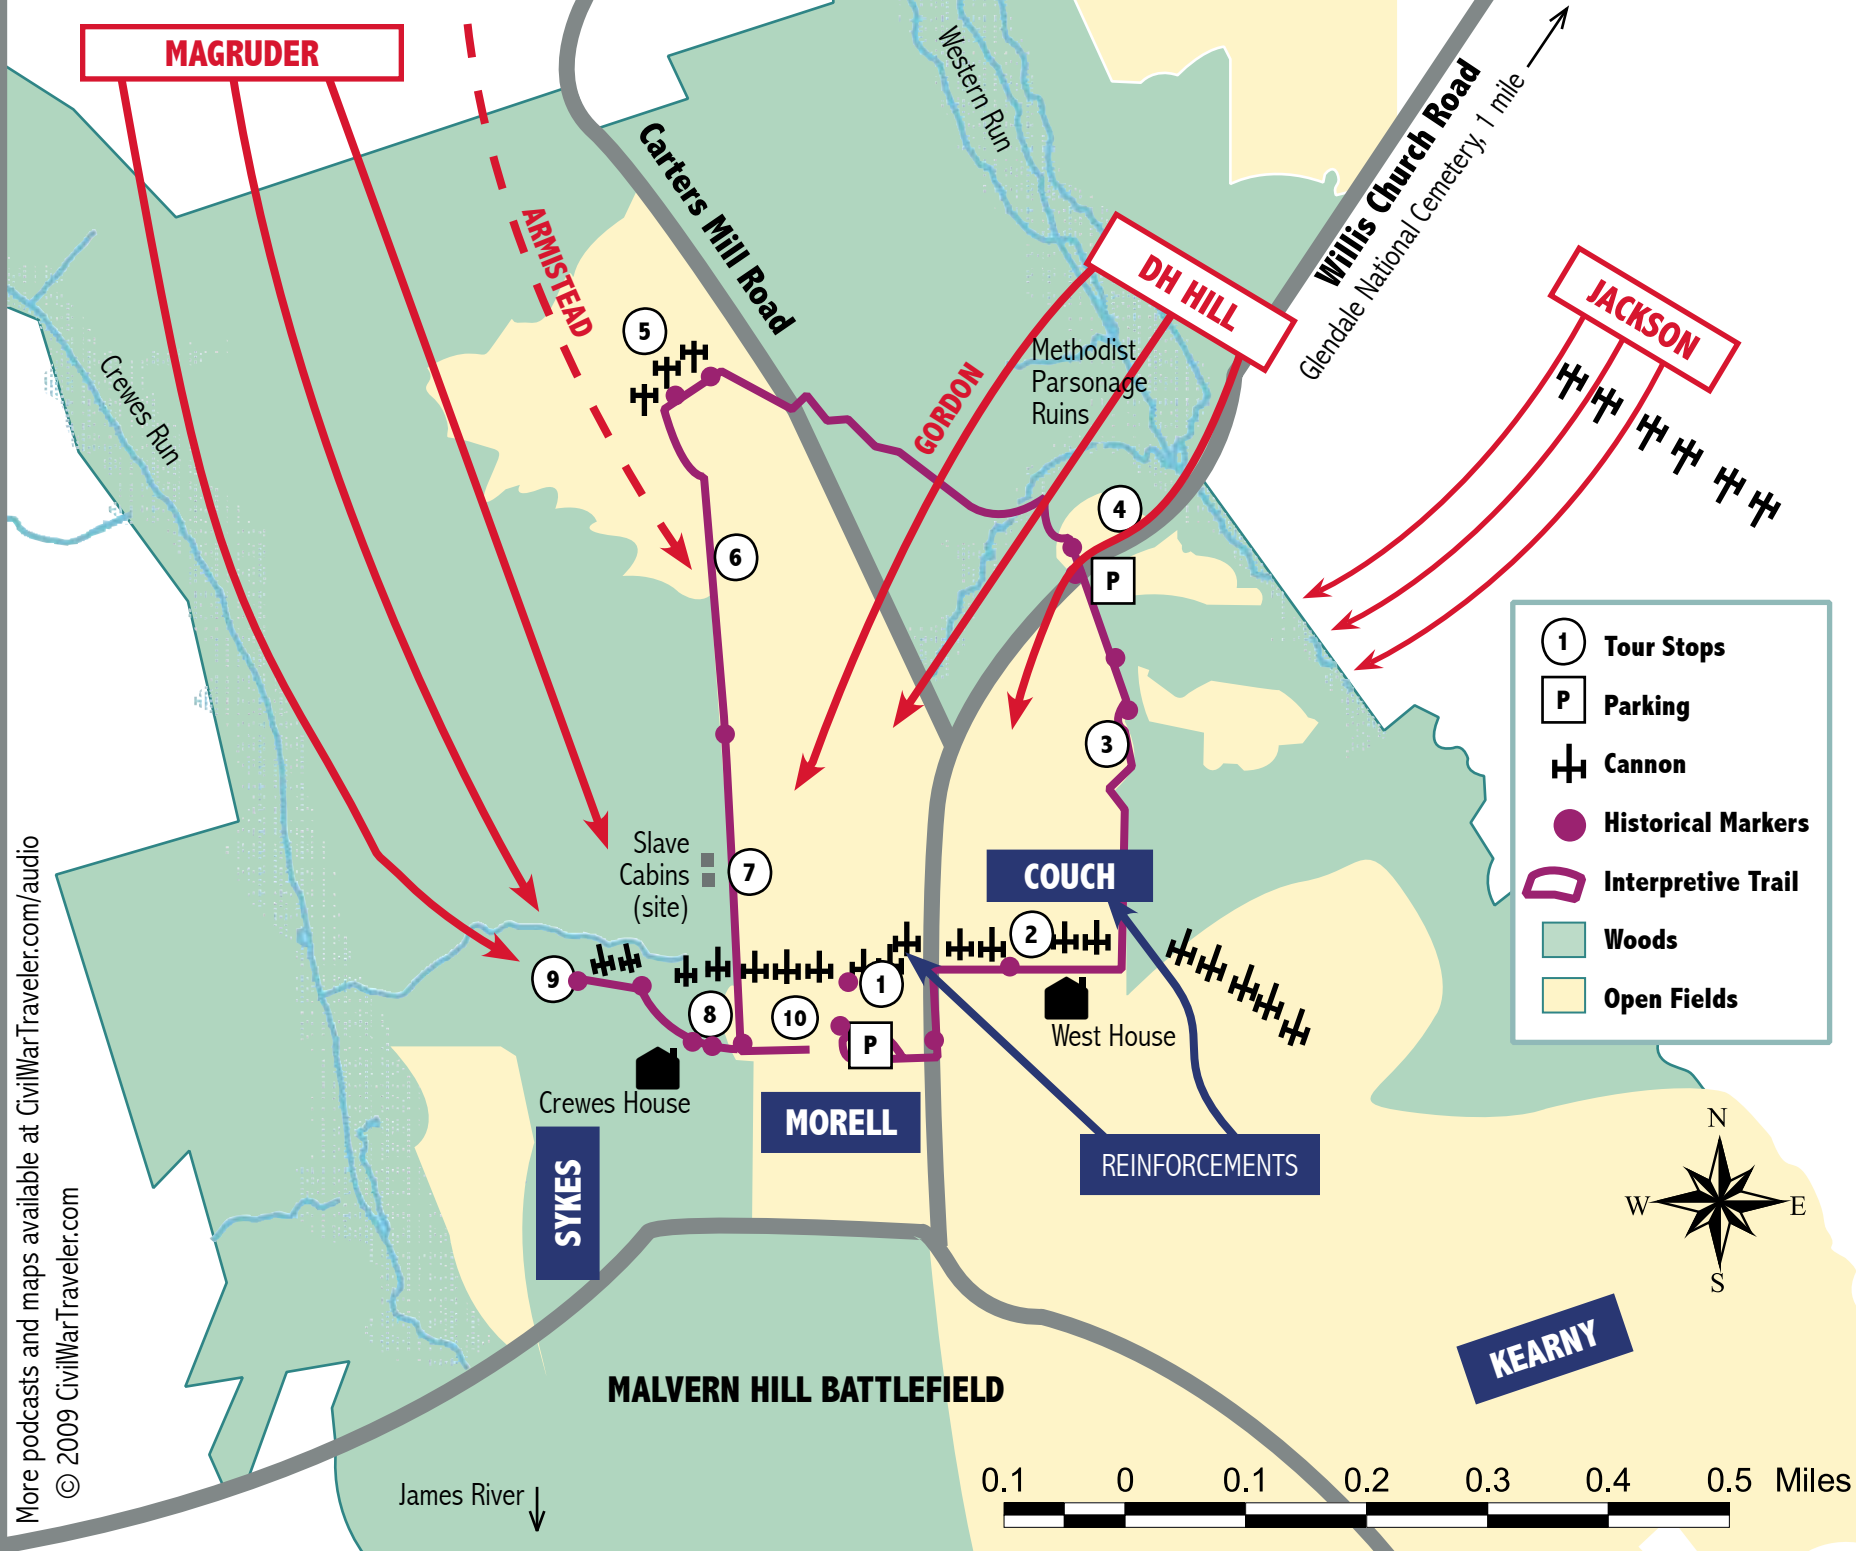 MAGRUDER
ARMISTEAD
Carters Mill Road
Western Run
Willis Church Road
Glendale National Cemetery, 1 mile
DH HILL
JACKSON
GORDON
Methodist
Parsonage
Ruins
Crewes Run
5
4
P
6
3
Slave
Cabins
(site)
7
COUCH
2
9
1
8
10
P
West House
Crewes House
MORELL
SYKES
REINFORCEMENTS
KEARNY
MALVERN HILL BATTLEFIELD
James River
1 Tour Stops
P Parking
Cannon
Historical Markers
Interpretive Trail
Woods
Open Fields
N
W E
S
0.1 0 0.1 0.2 0.3 0.4 0.5 Miles
More podcasts and maps available at CivilWarTraveler.com/audio
© 2009 CivilWarTraveler.com